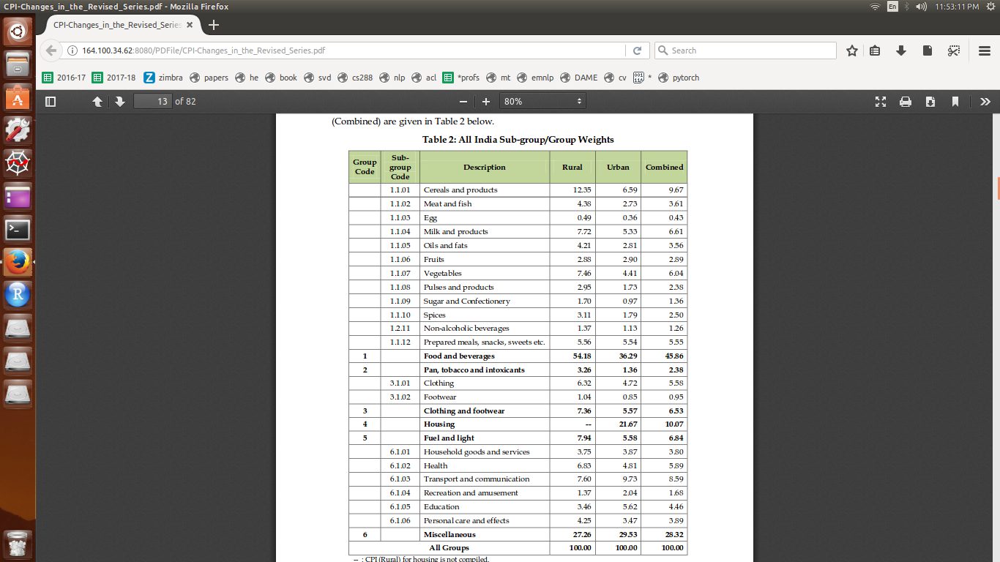 CPI-Changes_in_the_Revised_Series.pdf - Mozilla Firefox
En
11:53:11 PM
CPI-Changes_in_the_Revised_Series
164.100.34.62:8080/PDFile/CPI-Changes_in_the_Revised_Series.pdf
Search
2016-17 2017-18 zimbra papers he book svd cs288 nlp acl *profs mt emnlp DAME cv * pytorch
13 of 82
80%
(Combined) are given in Table 2 below.
Table 2: All India Sub-group/Group Weights
Group Code Sub-group Code Description Rural Urban Combined
1.1.01 Cereals and products 12.35 6.59 9.67
1.1.02 Meat and fish 4.38 2.73 3.61
1.1.03 Egg 0.49 0.36 0.43
1.1.04 Milk and products 7.72 5.33 6.61
1.1.05 Oils and fats 4.21 2.81 3.56
1.1.06 Fruits 2.88 2.90 2.89
1.1.07 Vegetables 7.46 4.41 6.04
1.1.08 Pulses and products 2.95 1.73 2.38
1.1.09 Sugar and Confectionery 1.70 0.97 1.36
1.1.10 Spices 3.11 1.79 2.50
1.2.11 Non-alcoholic beverages 1.37 1.13 1.26
1.1.12 Prepared meals, snacks, sweets etc. 5.56 5.54 5.55
1 Food and beverages 54.18 36.29 45.86
2 Pan, tobacco and intoxicants 3.26 1.36 2.38
3.1.01 Clothing 6.32 4.72 5.58
3.1.02 Footwear 1.04 0.85 0.95
3 Clothing and footwear 7.36 5.57 6.53
4 Housing -- 21.67 10.07
5 Fuel and light 7.94 5.58 6.84
6.1.01 Household goods and services 3.75 3.87 3.80
6.1.02 Health 6.83 4.81 5.89
6.1.03 Transport and communication 7.60 9.73 8.59
6.1.04 Recreation and amusement 1.37 2.04 1.68
6.1.05 Education 3.46 5.62 4.46
6.1.06 Personal care and effects 4.25 3.47 3.89
6 Miscellaneous 27.26 29.53 28.32
All Groups 100.00 100.00 100.00
-- : CPI (Rural) for housing is not compiled.